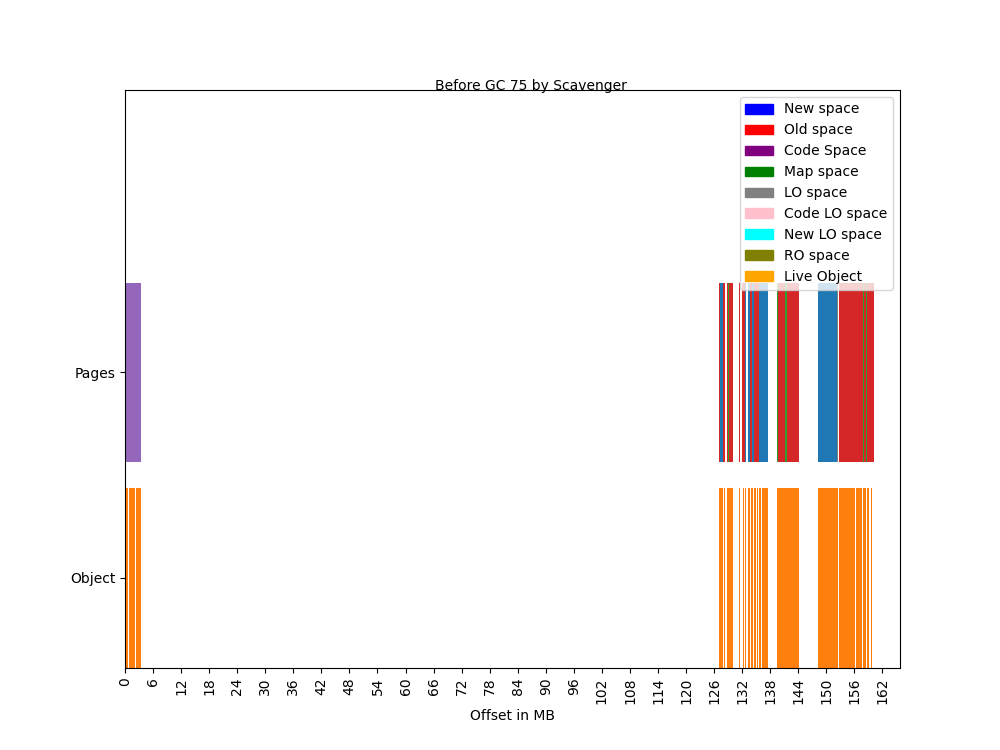 Before GC 75 by Scavenger
New space
Old space
Code Space
Map space
LO space
Code LO space
New LO space
RO space
Live Object
Pages
Object
0 6 12 18 24 30 36 42 48 54 60 66 72 78 84 90 96 102 108 114 120 126 132 138 144 150 156 162
Offset in MB